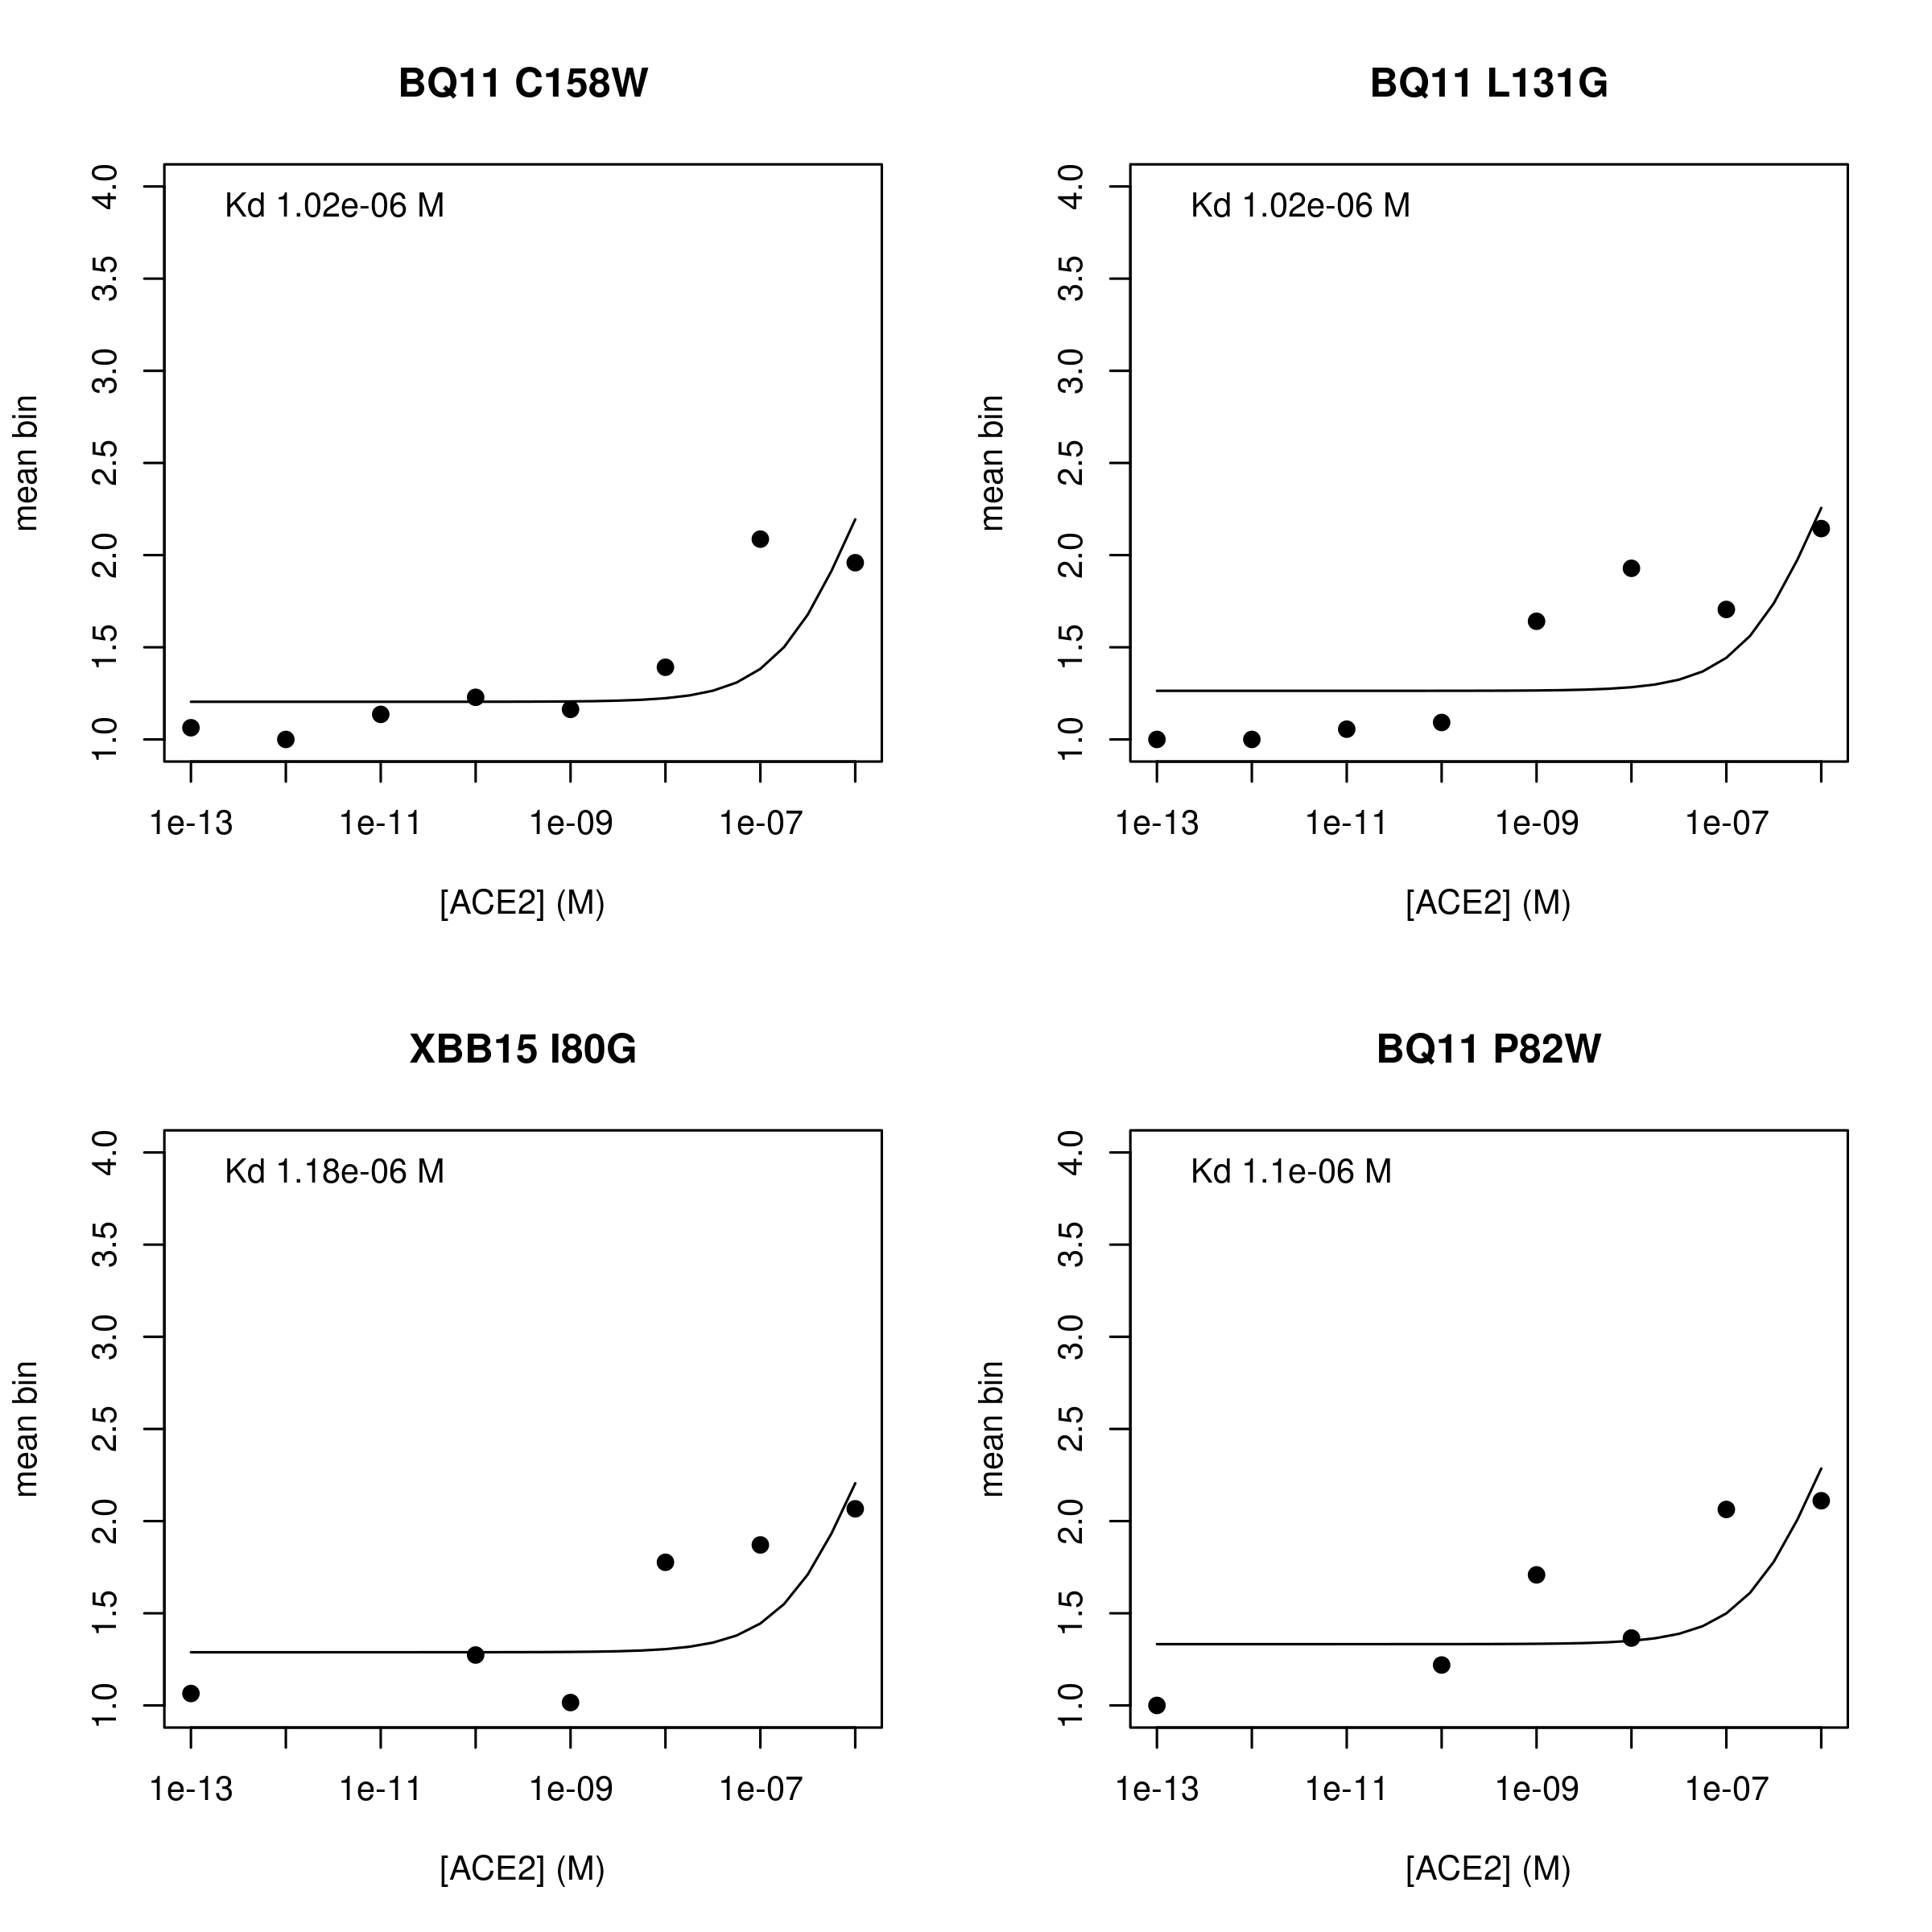 BQ11 C158W
Kd 1.02e-06 M
4.0
3.5
3.0
2.5
2.0
1.5
1.0
mean bin
1e-13 1e-11 1e-09 1e-07
[ACE2] (M)
BQ11 L131G
Kd 1.02e-06 M
4.0
3.5
3.0
2.5
2.0
1.5
1.0
mean bin
1e-13 1e-11 1e-09 1e-07
[ACE2] (M)
XBB15 I80G
Kd 1.18e-06 M
4.0
3.5
3.0
2.5
2.0
1.5
1.0
mean bin
1e-13 1e-11 1e-09 1e-07
[ACE2] (M)
BQ11 P82W
Kd 1.1e-06 M
4.0
3.5
3.0
2.5
2.0
1.5
1.0
mean bin
1e-13 1e-11 1e-09 1e-07
[ACE2] (M)